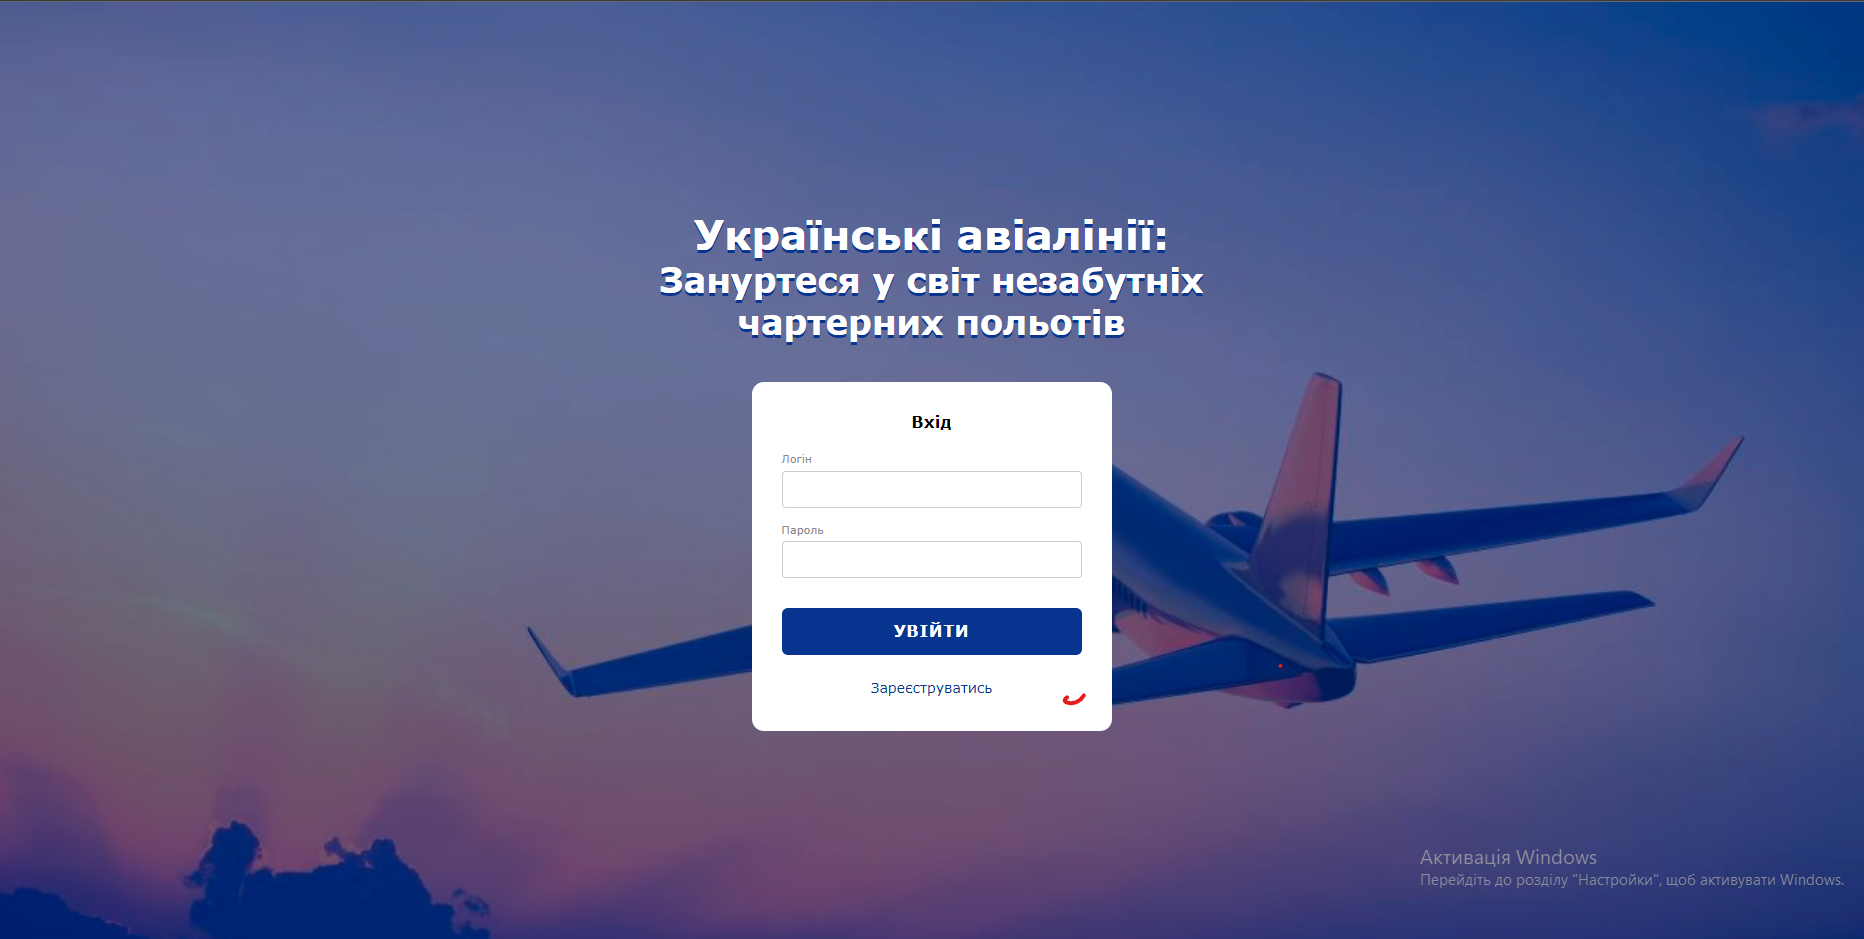 Українські авіалінії:
Зануртеся у світ незабутніх
чартерних польотів
Вхід
Логін
Пароль
УВІЙТИ
Зареєструватись
Активація Windows
Перейдіть до розділу "Настройки", щоб активувати Windows.